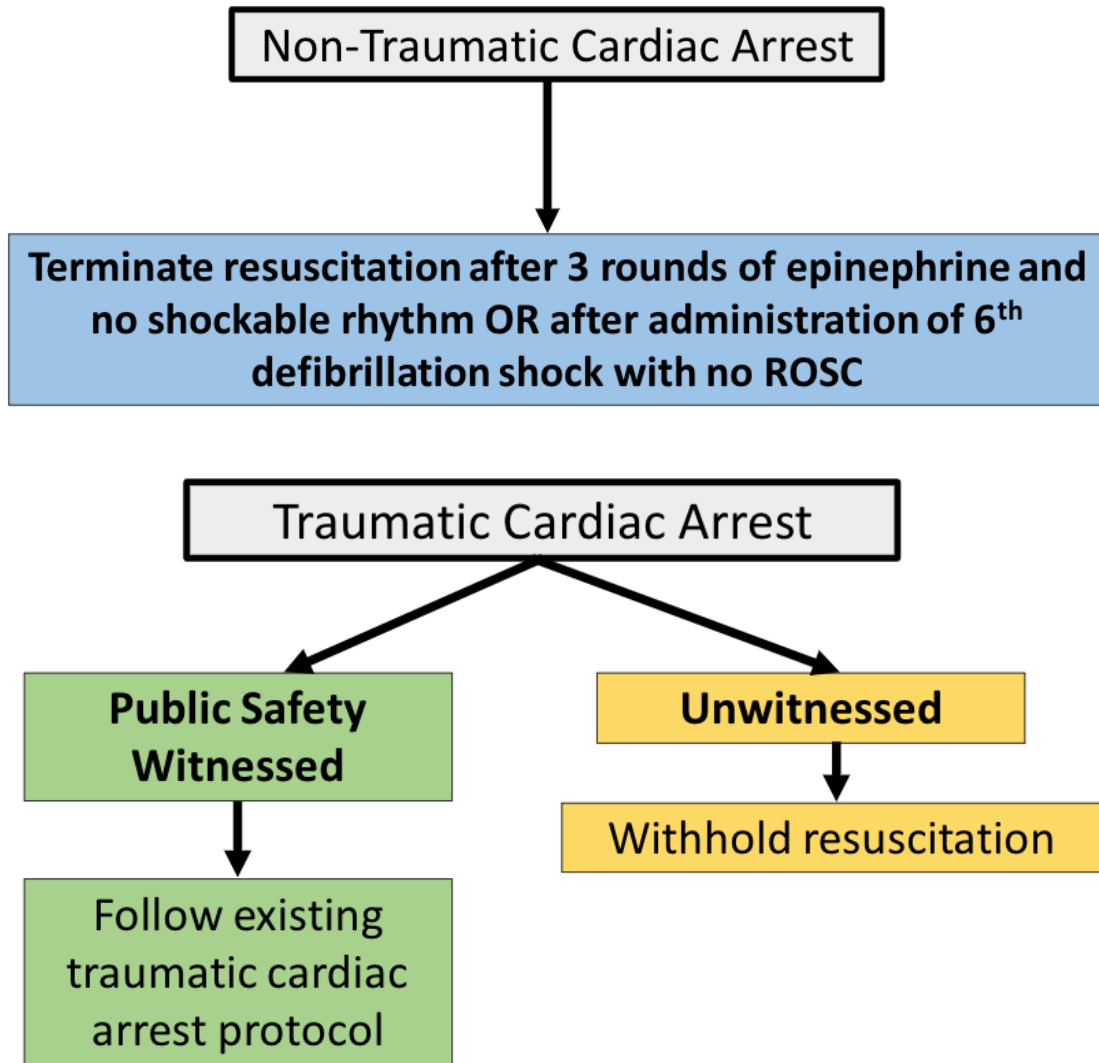 Non-Traumatic Cardiac Arrest
Terminate resuscitation after 3 rounds of epinephrine and
no shockable rhythm OR after administration of 6th
defibrillation shock with no ROSC
Traumatic Cardiac Arrest
Public Safety
Witnessed
Follow existing
traumatic cardiac
arrest protocol
Unwitnessed
Withhold resuscitation